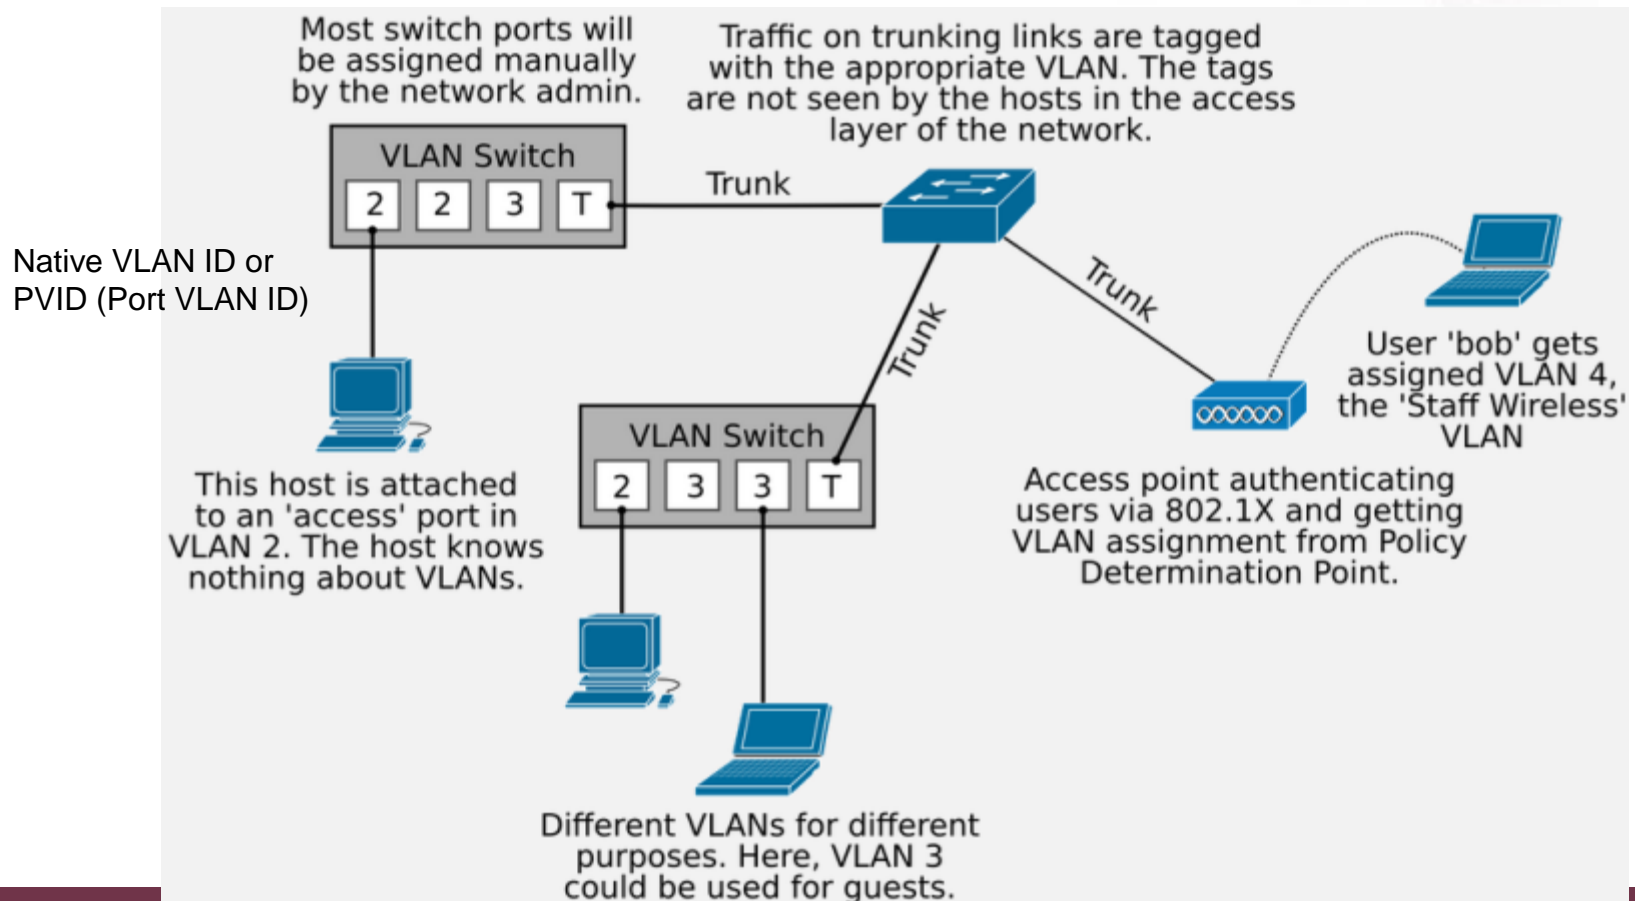 Most switch ports will
be assigned manually
by the network admin.
Traffic on trunking links are tagged
with the appropriate VLAN. The tags
are not seen by the hosts in the access
layer of the network.
VLAN Switch
2 2 3 T
Trunk
Native VLAN ID or
PVID (Port VLAN ID)
Trunk
Trunk
User 'bob' gets
assigned VLAN 4,
the 'Staff Wireless'
VLAN
VLAN Switch
2 3 3 T
This host is attached
to an 'access' port in
VLAN 2. The host knows
nothing about VLANs.
Access point authenticating
users via 802.1X and getting
VLAN assignment from Policy
Determination Point.
Different VLANs for different
purposes. Here, VLAN 3
could be used for guests.